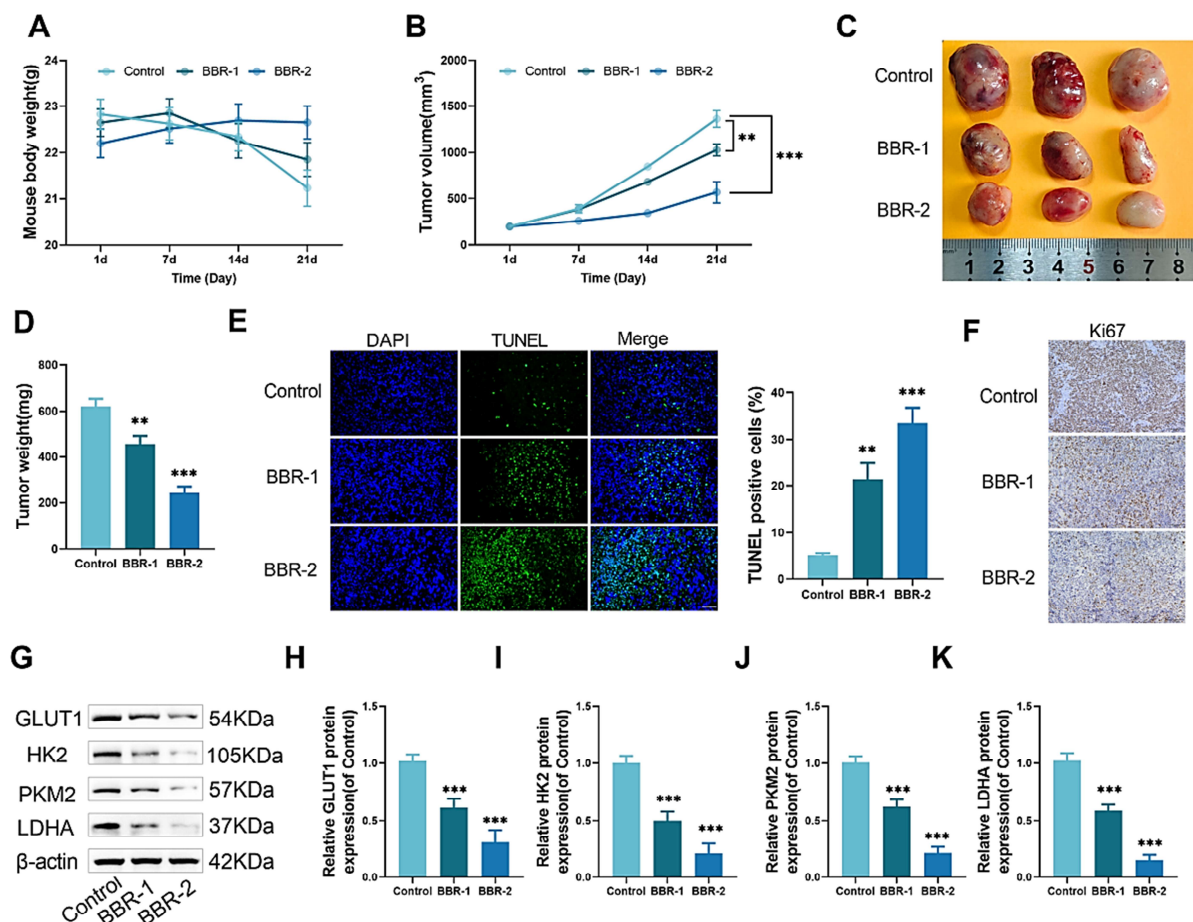 A
Control BBR-1 BBR-2
Mouse body weight(g)
24
23
22
21
20
1d 7d 14d 21d
Time (Day)
B
Control BBR-1 BBR-2
Tumor volume(mm³)
2000
1500
1000
500
0
**
***
1d 7d 14d 21d
Time (Day)
C
Control
BBR-1
BBR-2
1 2 3 4 5 6 7 8
D
Tumor weight(mg)
800
600
400
200
0
**
***
Control BBR-1 BBR-2
E
DAPI TUNEL Merge
Control
BBR-1
BBR-2
TUNEL positive cells (%)
40
30
20
10
0
**
***
Control BBR-1 BBR-2
F
Ki67
Control
BBR-1
BBR-2
G
GLUT1 54KDa
HK2 105KDa
PKM2 57KDa
LDHA 37KDa
β-actin 42KDa
Control BBR-1 BBR-2
H
Relative GLUT1 protein
expression(of Control)
1.5
1.0
0.5
0.0
***
***
Control BBR-1 BBR-2
I
Relative HK2 protein
expression(of Control)
1.5
1.0
0.5
0.0
***
***
Control BBR-1 BBR-2
J
Relative PKM2 protein
expression(of Control)
1.5
1.0
0.5
0.0
***
***
Control BBR-1 BBR-2
K
Relative LDHA protein
expression(of Control)
1.5
1.0
0.5
0.0
***
***
Control BBR-1 BBR-2